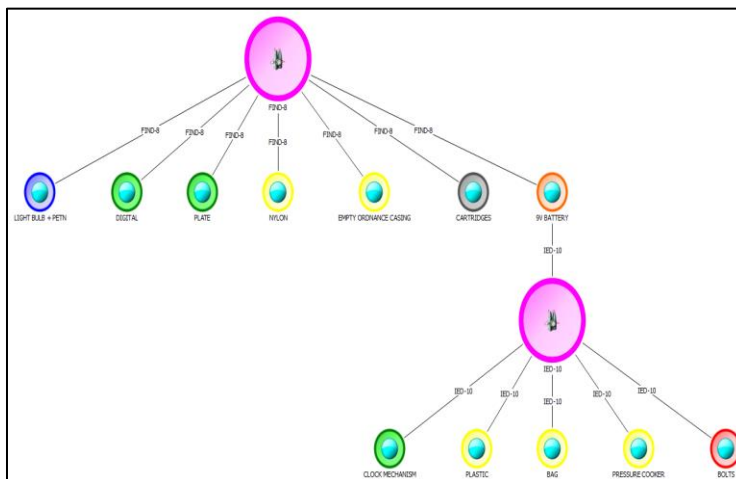 FIND-8
FIND-8
FIND-8
FIND-8
FIND-8
FIND-8
FIND-8
LIGHT BULB + PETN
DIGITAL
PLATE
NYLON
EMPTY ORDNANCE CASING
CARTRIDGES
9V BATTERY
IED-10
IED-10
IED-10
IED-10
IED-10
IED-10
IED-10
CLOCK MECHANISM
PLASTIC
BAG
PRESSURE COOKER
BOLTS